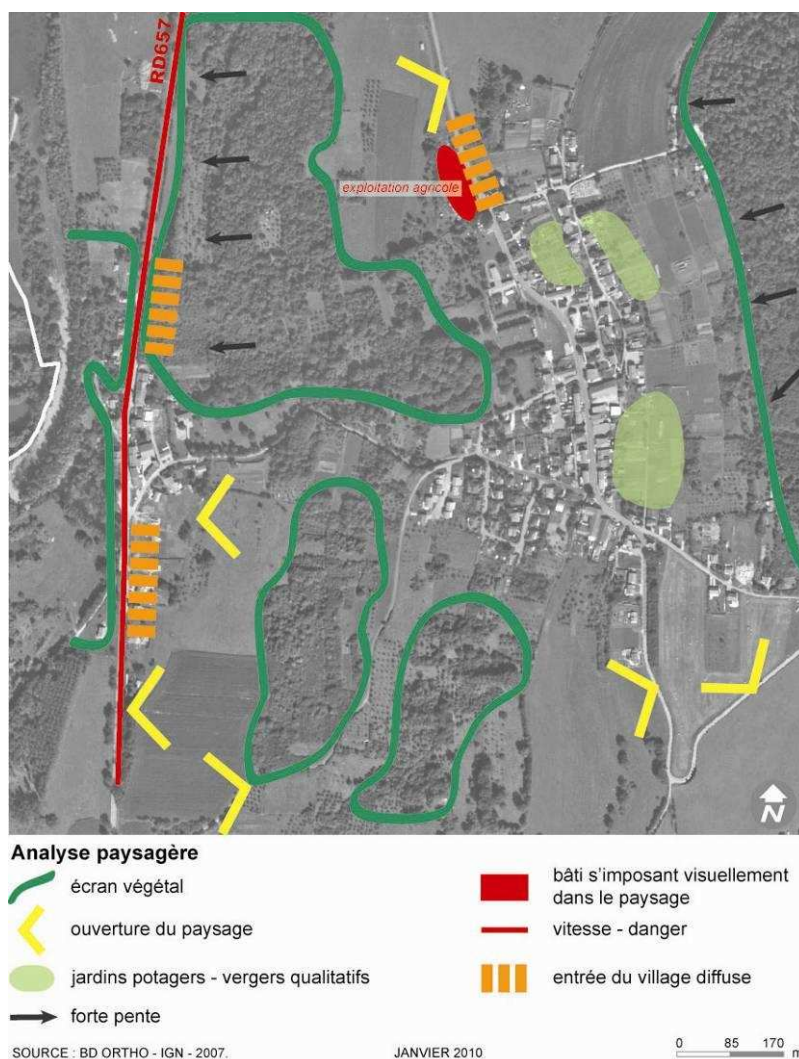 RD657
exploitation agricole
N
Analyse paysagère
écran végétal
ouverture du paysage
jardins potagers - vergers qualitatifs
forte pente
bâti s'imposant visuellement
dans le paysage
vitesse - danger
entrée du village diffuse
SOURCE : BD ORTHO - IGN - 2007.
JANVIER 2010
0 85 170